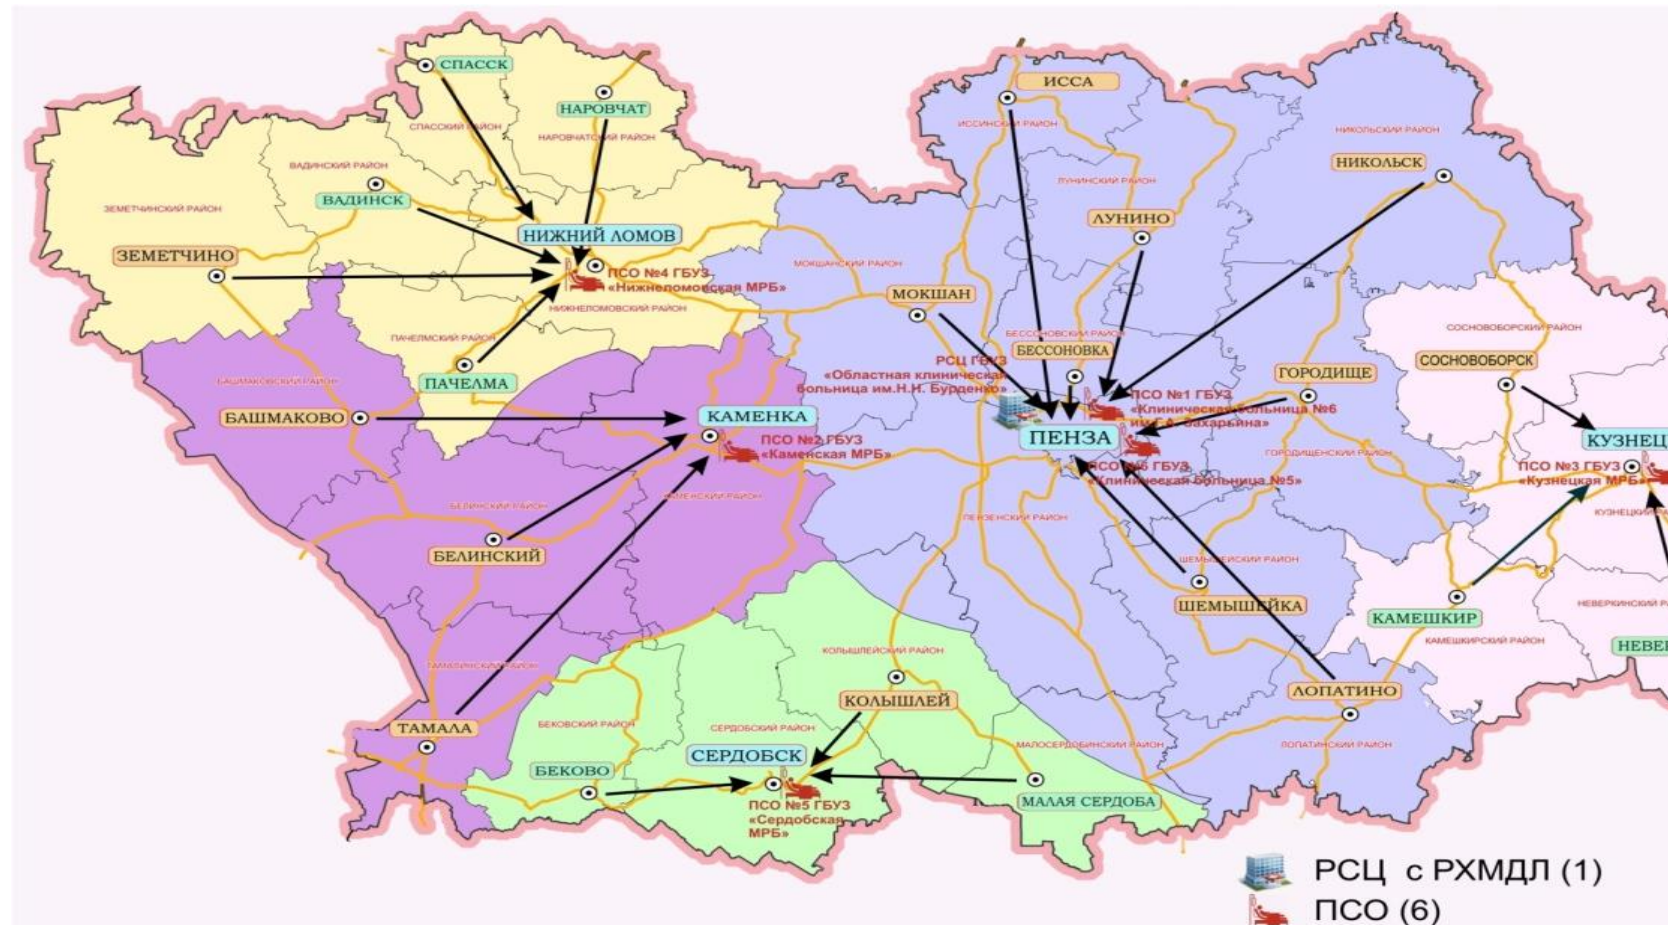 СПАССК
НАРОВЧАТ
СПАССКИЙ РАЙОН
НАРОВЧАТСКИЙ РАЙОН
ВАДИНСКИЙ РАЙОН
ВАДИНСК
ЗЕМЕТЧИНСКИЙ РАЙОН
ЗЕМЕТЧИНО
НИЖНИЙ ЛОМОВ
ПСО №4 ГБУЗ
«Нижнеломовская МРБ»
НИЖНЕЛОМОВСКИЙ РАЙОН
ПАЧЕЛМСКИЙ РАЙОН
ПАЧЕЛМА
БАШМАКОВСКИЙ РАЙОН
БАШМАКОВО
КАМЕНКА
ПСО №2 ГБУЗ
«Каменская МРБ»
КАМЕНСКИЙ РАЙОН
БЕЛИНСКИЙ РАЙОН
БЕЛИНСКИЙ
ТАМАЛИНСКИЙ РАЙОН
ТАМАЛА
ИССА
ИССИНСКИЙ РАЙОН
НИКОЛЬСКИЙ РАЙОН
НИКОЛЬСК
ЛУНИНСКИЙ РАЙОН
ЛУНИНО
МОКШАНСКИЙ РАЙОН
МОКШАН
БЕССОНОВСКИЙ РАЙОН
БЕССОНОВКА
РСЦ ГБУЗ
«Областная клиническая
больница им.Н.Н. Бурденко»
ПСО №1 ГБУЗ
«Клиническая больница №6
им Г.А. Захарьина»
ПЕНЗА
ПСО №6 ГБУЗ
«Клиническая больница №5»
ГОРОДИЩЕ
ГОРОДИЩЕНСКИЙ РАЙОН
СОСНОВОБОРСКИЙ РАЙОН
СОСНОВОБОРСК
КУЗНЕЦ
ПСО №3 ГБУЗ
«Кузнецкая МРБ»
КУЗНЕЦКИЙ РА
ПЕНЗЕНСКИЙ РАЙОН
ШЕМЫШЕЙСКИЙ РАЙОН
ШЕМЫШЕЙКА
КАМЕШКИР
КАМЕШКИРСКИЙ РАЙОН
НЕВЕРКИНСКИЙ РА
НЕВЕР
КОЛЫШЛЕЙСКИЙ РАЙОН
КОЛЫШЛЕЙ
ЛОПАТИНО
ЛОПАТИНСКИЙ РАЙОН
БЕКОВСКИЙ РАЙОН
БЕКОВО
СЕРДОБСКИЙ РАЙОН
СЕРДОБСК
ПСО №5 ГБУЗ
«Сердобская
МРБ»
МАЛОСЕРДОБИНСКИЙ РАЙОН
МАЛАЯ СЕРДОБА
РСЦ с РХМДЛ (1)
ПСО (6)